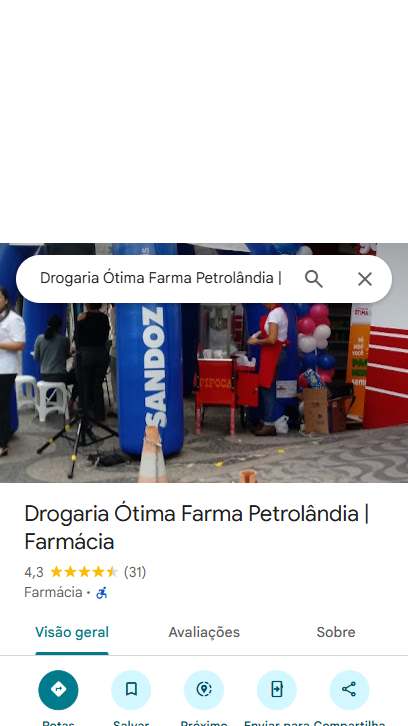 Drogaria Ótima Farma Petrolândia |
SANDOZ
PIPOCA
ÓTIMA
Drogaria Ótima Farma Petrolândia |
Farmácia
4,3 (31)
Farmácia ·
Visão geral Avaliações Sobre
Rotas Salvar Próximo Enviar para Compartilha